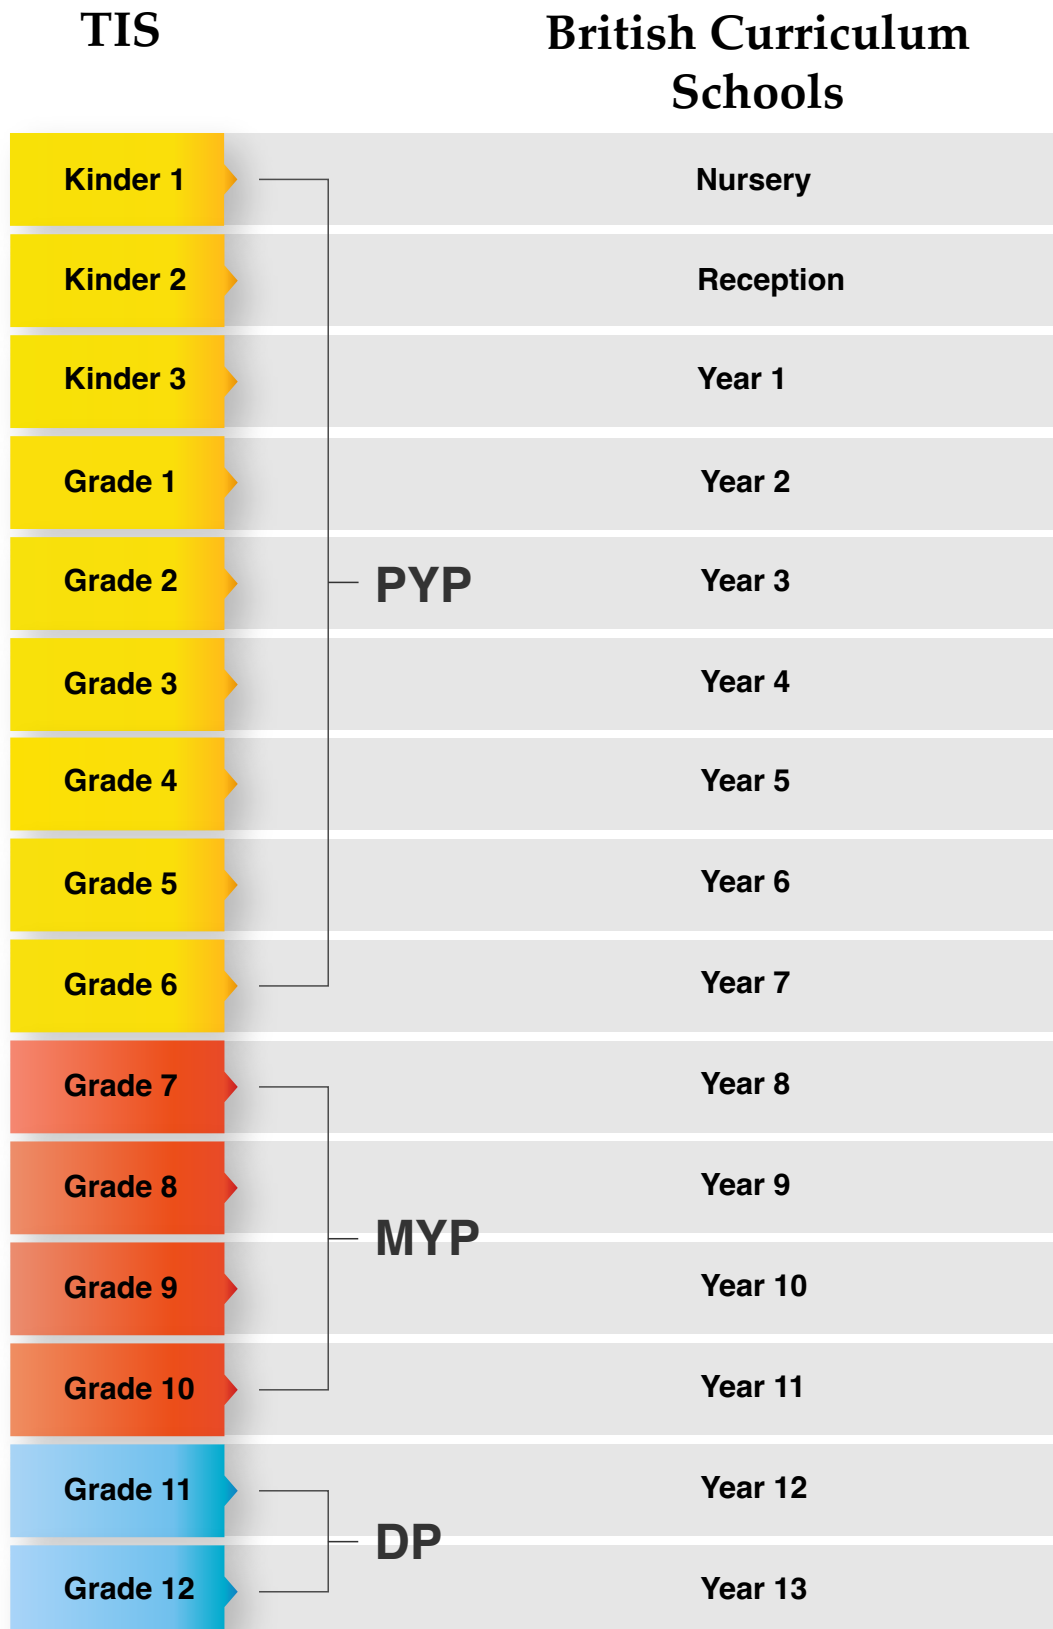 TIS
British Curriculum
Schools
Kinder 1
Nursery
Kinder 2
Reception
Kinder 3
Year 1
Grade 1
Year 2
Grade 2
PYP
Year 3
Grade 3
Year 4
Grade 4
Year 5
Grade 5
Year 6
Grade 6
Year 7
Grade 7
Year 8
Grade 8
Year 9
MYP
Grade 9
Year 10
Grade 10
Year 11
Grade 11
Year 12
DP
Grade 12
Year 13